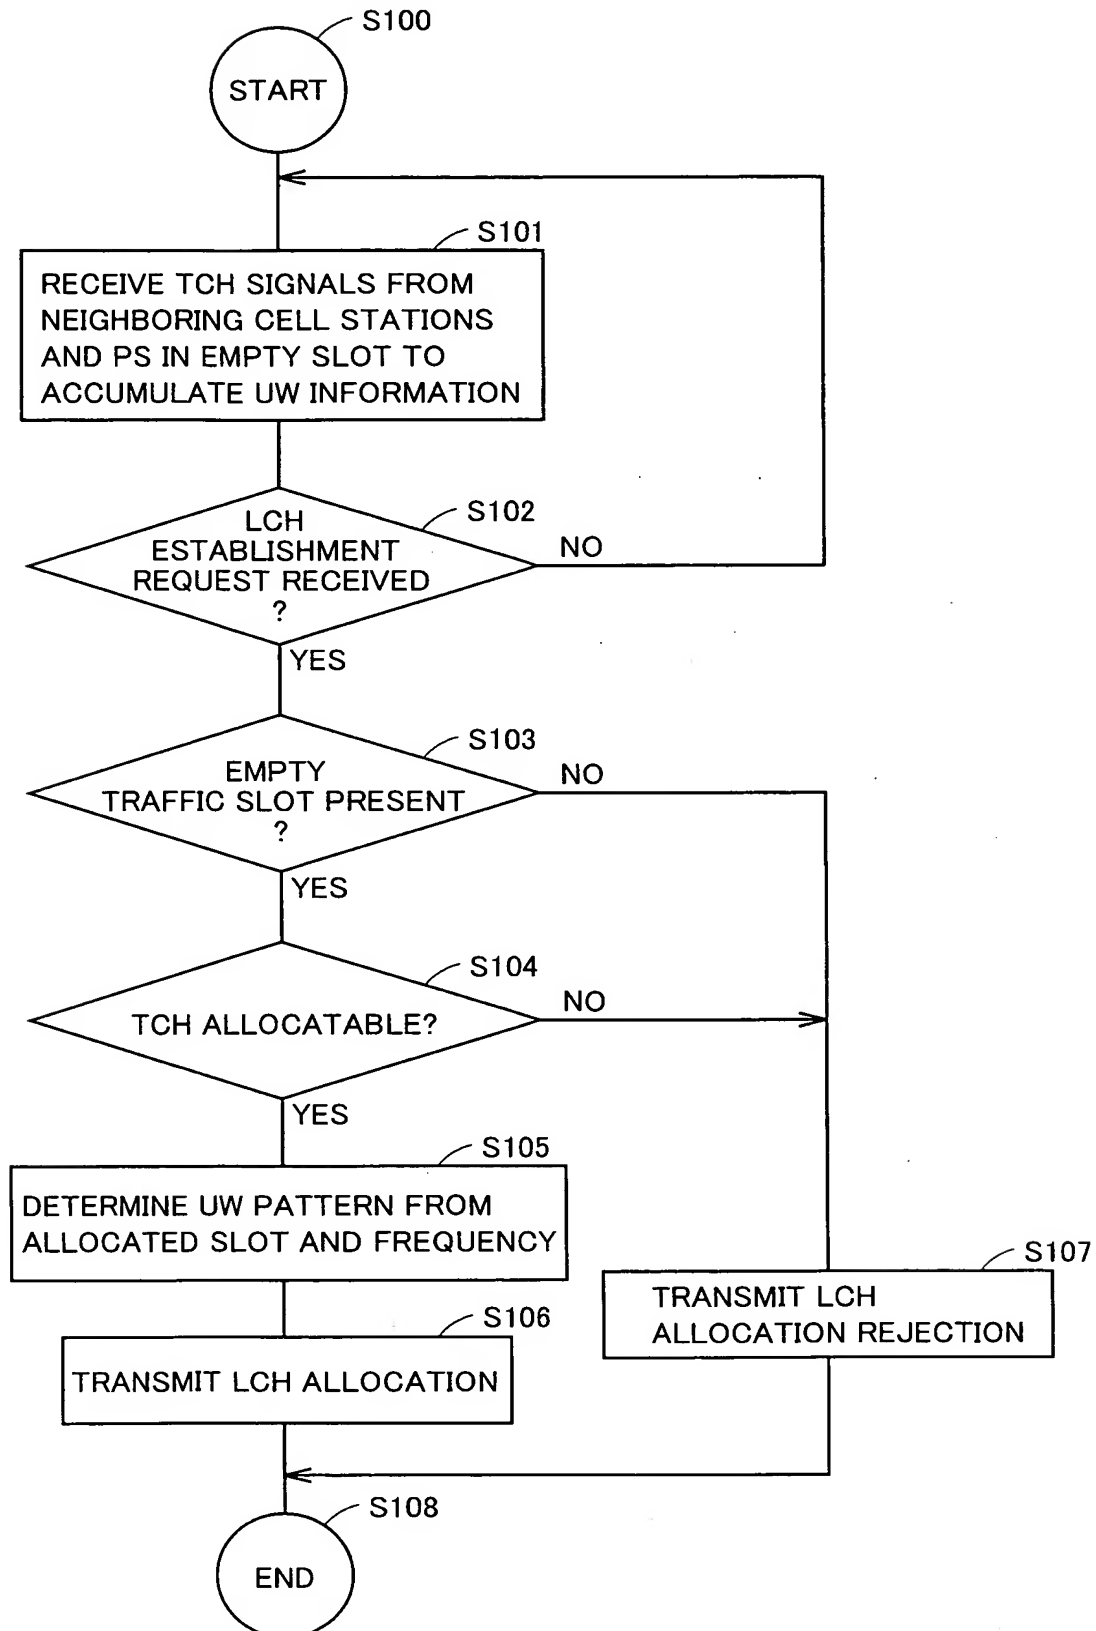 S100
START
S101
RECEIVE TCH SIGNALS FROM
NEIGHBORING CELL STATIONS
AND PS IN EMPTY SLOT TO
ACCUMULATE UW INFORMATION
S102
LCH
ESTABLISHMENT
REQUEST RECEIVED
?
NO
YES
S103
EMPTY
TRAFFIC SLOT PRESENT
?
NO
YES
S104
TCH ALLOCATABLE?
NO
YES
S105
DETERMINE UW PATTERN FROM
ALLOCATED SLOT AND FREQUENCY
S107
TRANSMIT LCH
ALLOCATION REJECTION
S106
TRANSMIT LCH ALLOCATION
S108
END